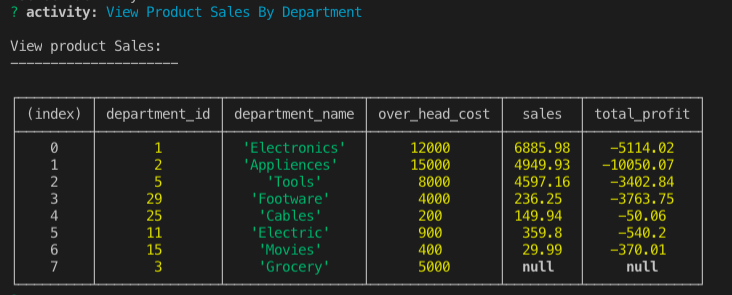 ? activity: View Product Sales By Department
View product Sales:
---------------------
(index) department_id department_name over_head_cost sales total_profit
0 1 'Electronics' 12000 6885.98 -5114.02
1 2 'Appliances' 15000 4949.93 -10050.07
2 5 'Tools' 8000 4597.16 -3402.84
3 29 'Footware' 4000 236.25 -3763.75
4 25 'Cables' 200 149.94 -50.06
5 11 'Electric' 900 359.8 -540.2
6 15 'Movies' 400 29.99 -370.01
7 3 'Grocery' 5000 null null